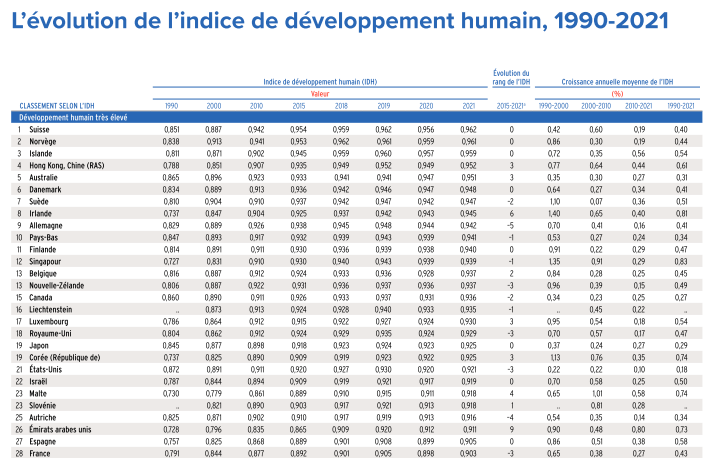 L'évolution de l'indice de développement humain, 1990-2021
Indice de développement humain (IDH) Évolution du rang de l'IDH Croissance annuelle moyenne de l'IDH
Valeur (%)
CLASSEMENT SELON L'IDH 1990 2000 2010 2015 2018 2019 2020 2021 2015-2021ᵃ 1990-2000 2000-2010 2010-2021 1990-2021
Développement humain très élevé
1 Suisse 0,851 0,887 0,942 0,954 0,959 0,962 0,956 0,962 0 0,42 0,60 0,19 0,40
2 Norvège 0,838 0,913 0,941 0,953 0,962 0,961 0,959 0,961 0 0,86 0,30 0,19 0,44
3 Islande 0,811 0,871 0,902 0,945 0,959 0,960 0,957 0,959 0 0,72 0,35 0,56 0,54
4 Hong Kong, Chine (RAS) 0,788 0,851 0,907 0,935 0,949 0,952 0,949 0,952 3 0,77 0,64 0,44 0,61
5 Australie 0,865 0,896 0,923 0,933 0,941 0,941 0,947 0,951 3 0,35 0,30 0,27 0,31
6 Danemark 0,834 0,889 0,913 0,936 0,942 0,946 0,947 0,948 0 0,64 0,27 0,34 0,41
7 Suède 0,810 0,904 0,910 0,937 0,942 0,947 0,942 0,947 -2 1,10 0,07 0,36 0,51
8 Irlande 0,737 0,847 0,904 0,925 0,937 0,942 0,943 0,945 6 1,40 0,65 0,40 0,81
9 Allemagne 0,829 0,889 0,926 0,938 0,945 0,948 0,944 0,942 -5 0,70 0,41 0,16 0,41
10 Pays-Bas 0,847 0,893 0,917 0,932 0,939 0,943 0,939 0,941 -1 0,53 0,27 0,24 0,34
11 Finlande 0,814 0,891 0,911 0,930 0,936 0,939 0,938 0,940 0 0,91 0,22 0,29 0,47
12 Singapour 0,727 0,831 0,910 0,930 0,940 0,943 0,939 0,939 -1 1,35 0,91 0,29 0,83
13 Belgique 0,816 0,887 0,912 0,924 0,933 0,936 0,928 0,937 2 0,84 0,28 0,25 0,45
13 Nouvelle-Zélande 0,806 0,887 0,922 0,931 0,936 0,937 0,936 0,937 -3 0,96 0,39 0,15 0,49
15 Canada 0,860 0,890 0,911 0,926 0,933 0,937 0,931 0,936 -2 0,34 0,23 0,25 0,27
16 Liechtenstein .. 0,873 0,913 0,924 0,928 0,940 0,933 0,935 -1 .. 0,45 0,22 ..
17 Luxembourg 0,786 0,864 0,912 0,915 0,922 0,927 0,924 0,930 3 0,95 0,54 0,18 0,54
18 Royaume-Uni 0,804 0,862 0,912 0,924 0,929 0,935 0,924 0,929 -3 0,70 0,57 0,17 0,47
19 Japon 0,845 0,877 0,898 0,918 0,923 0,924 0,923 0,925 0 0,37 0,24 0,27 0,29
19 Corée (République de) 0,737 0,825 0,890 0,909 0,919 0,923 0,922 0,925 3 1,13 0,76 0,35 0,74
21 États-Unis 0,872 0,891 0,911 0,920 0,927 0,930 0,920 0,921 -3 0,22 0,22 0,10 0,18
22 Israël 0,787 0,844 0,894 0,909 0,919 0,921 0,917 0,919 0 0,70 0,58 0,25 0,50
23 Malte 0,730 0,779 0,861 0,889 0,910 0,915 0,911 0,918 4 0,65 1,01 0,58 0,74
23 Slovénie .. 0,821 0,890 0,903 0,917 0,921 0,913 0,918 1 .. 0,81 0,28 ..
25 Autriche 0,825 0,871 0,902 0,910 0,917 0,919 0,913 0,916 -4 0,54 0,35 0,14 0,34
26 Émirats arabes unis 0,728 0,796 0,835 0,865 0,909 0,920 0,912 0,911 9 0,90 0,48 0,80 0,73
27 Espagne 0,757 0,825 0,868 0,889 0,901 0,908 0,899 0,905 0 0,86 0,51 0,38 0,58
28 France 0,791 0,844 0,877 0,892 0,901 0,905 0,898 0,903 -3 0,65 0,38 0,27 0,43